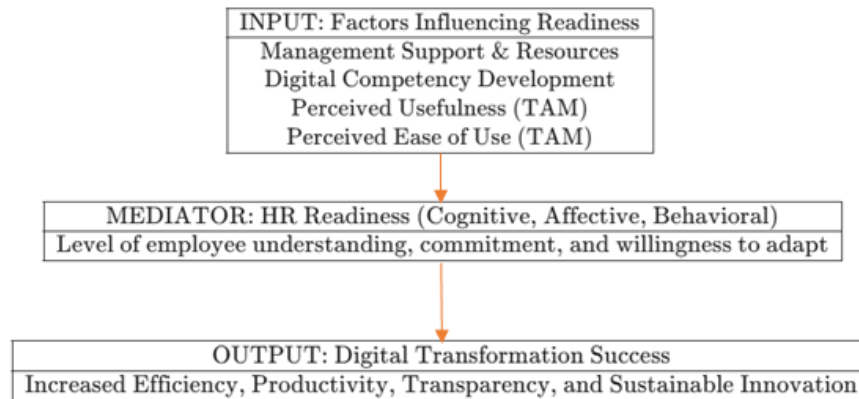 INPUT: Factors Influencing Readiness
Management Support & Resources
Digital Competency Development
Perceived Usefulness (TAM)
Perceived Ease of Use (TAM)
MEDIATOR: HR Readiness (Cognitive, Affective, Behavioral)
Level of employee understanding, commitment, and willingness to adapt
OUTPUT: Digital Transformation Success
Increased Efficiency, Productivity, Transparency, and Sustainable Innovation